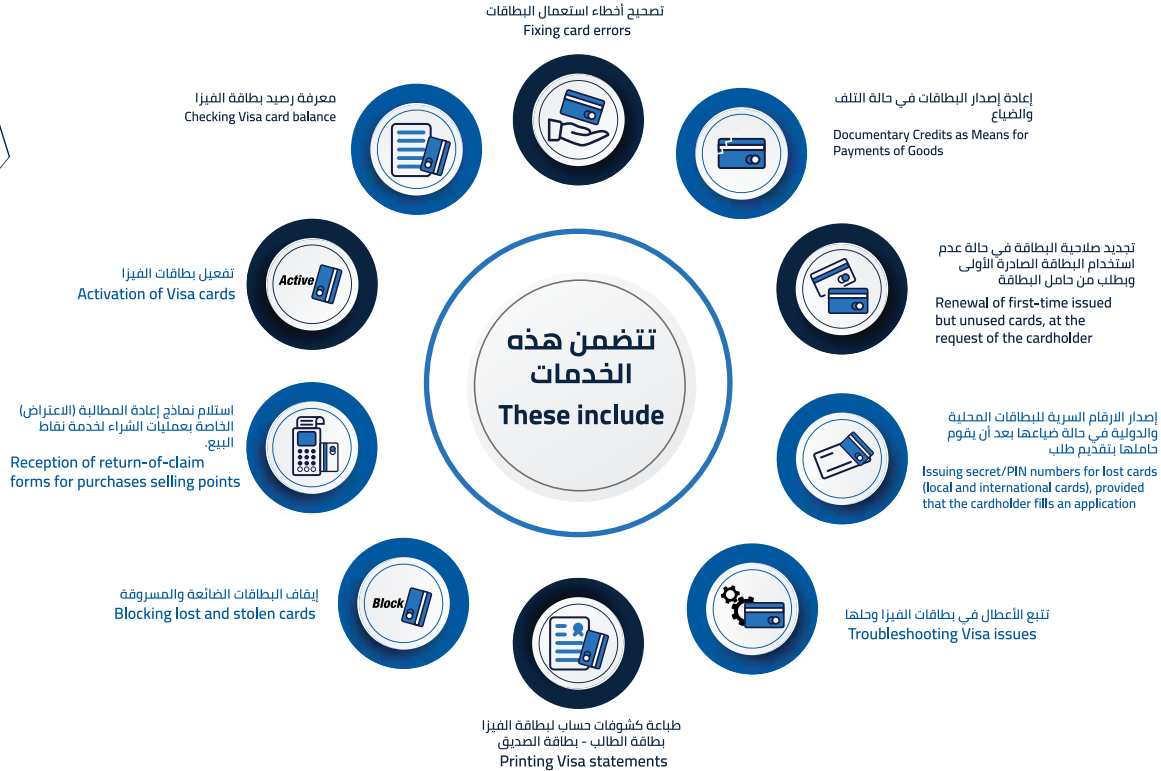 تصحيح أخطاء استعمال البطاقات
Fixing card errors
إعادة إصدار البطاقات في حالة التلف
والضياع
Documentary Credits as Means for
Payments of Goods
تجديد صلاحية البطاقة في حالة عدم
استخدام البطاقة الصادرة الأولى
وبطلب من حامل البطاقة
Renewal of first-time issued
but unused cards, at the
request of the cardholder
إصدار الارقام السرية للبطاقات المحلية
والدولية في حالة ضياعها بعد أن يقوم
حاملها بتقديم طلب
Issuing secret/PIN numbers for lost cards
(local and international cards), provided
that the cardholder fills an application
تتبع الأعطال في بطاقات الفيزا وحلها
Troubleshooting Visa issues
طباعة كشوفات حساب لبطاقة الفيزا
بطاقة الطالب - بطاقة الصديق
Printing Visa statements
إيقاف البطاقات الضائعة والمسروقة
Blocking lost and stolen cards
Block
استلام نماذج إعادة المطالبة (الاعتراض)
الخاصة بعمليات الشراء لخدمة نقاط
البيع.
Reception of return-of-claim
forms for purchases selling points
تفعيل بطاقات الفيزا
Activation of Visa cards
Active
معرفة رصيد بطاقة الفيزا
Checking Visa card balance
تتضمن هذه
الخدمات
These include